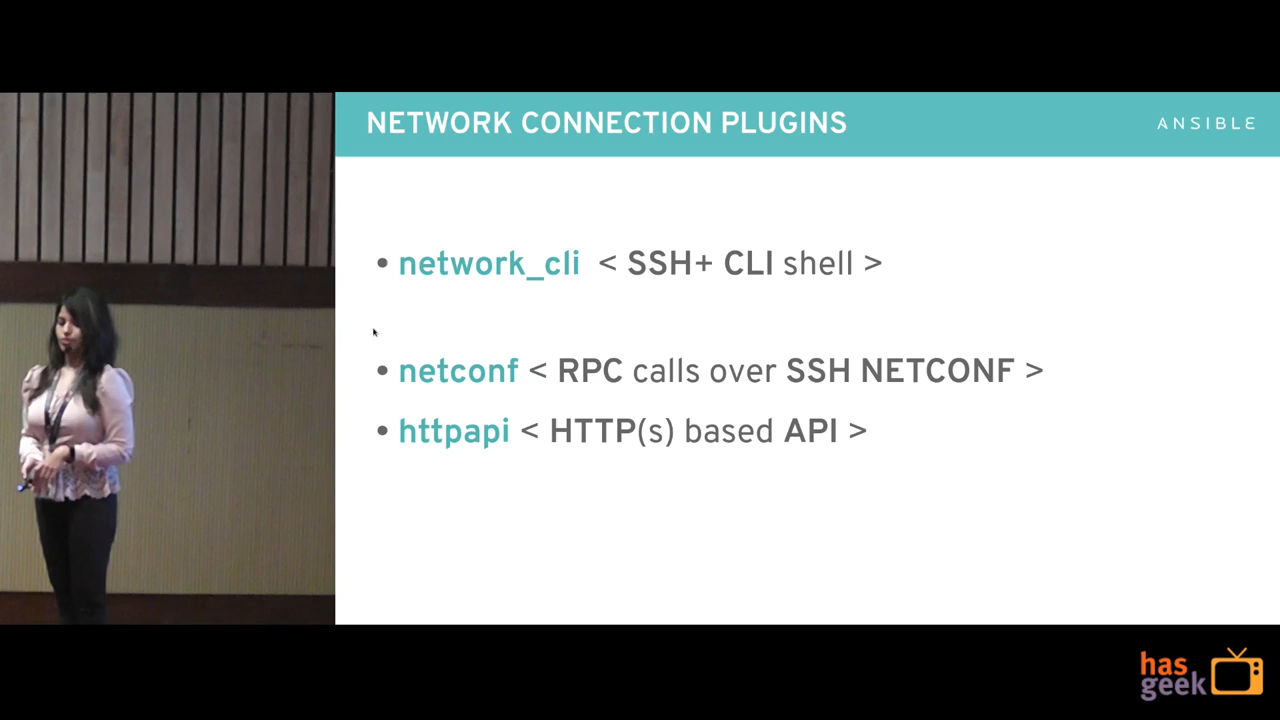 NETWORK CONNECTION PLUGINS
ANSIBLE
• network_cli < SSH+ CLI shell >
• netconf < RPC calls over SSH NETCONF >
• httpapi < HTTP(s) based API >
has
geek